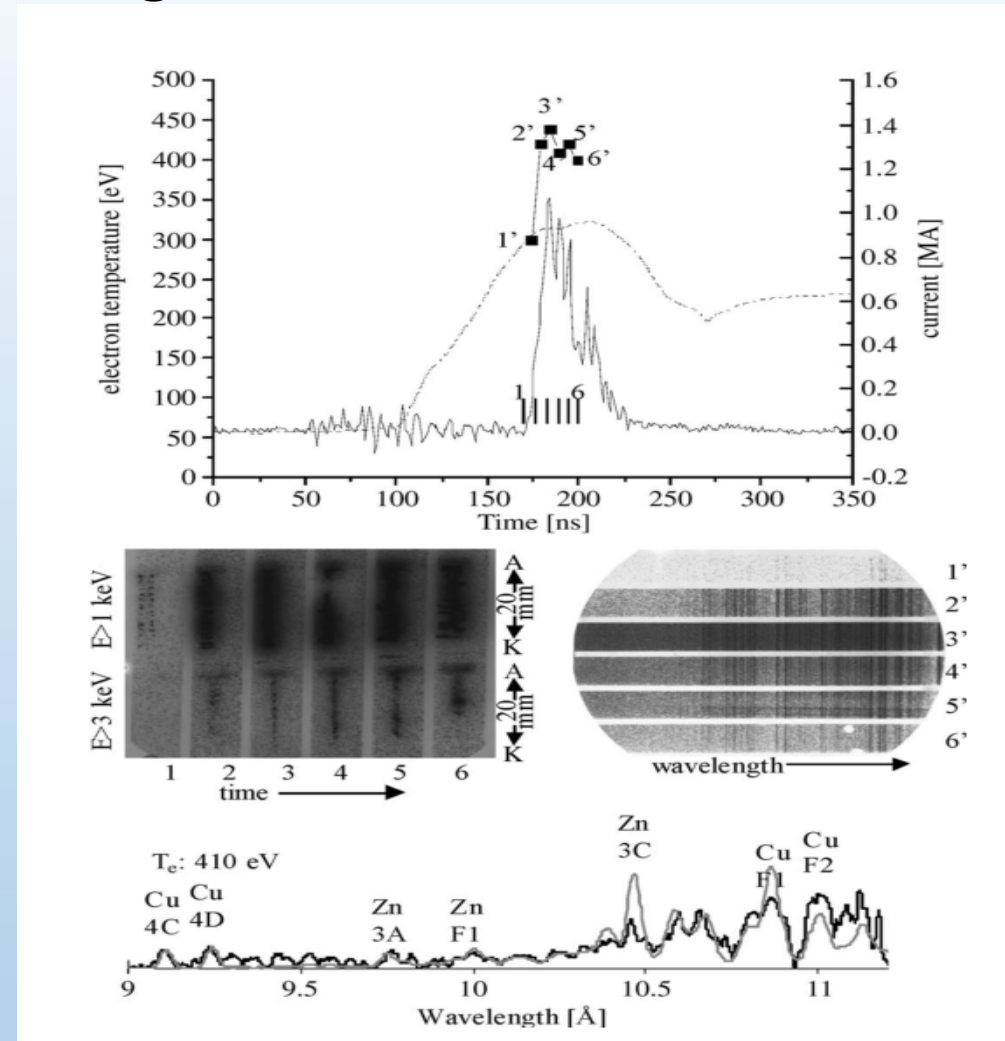 500
450
400
350
300
250
200
150
100
50
0
electron temperature [eV]
1.6
1.4
1.2
1.0
0.8
0.6
0.4
0.2
0.0
-0.2
current [MA]
3’
2’
5’
4’
6’
1’
1
6
0
50
100
150
200
250
300
350
Time [ns]
E>1 keV
E>3 keV
A
20 mm
K
A
20 mm
K
1 2 3 4 5 6
time
1’
2’
3’
4’
5’
6’
wavelength
Te: 410 eV
Cu 4C
Cu 4D
Zn 3A
Zn F1
Zn 3C
Cu F1
Cu F2
9
9.5
10
10.5
11
Wavelength [Å]